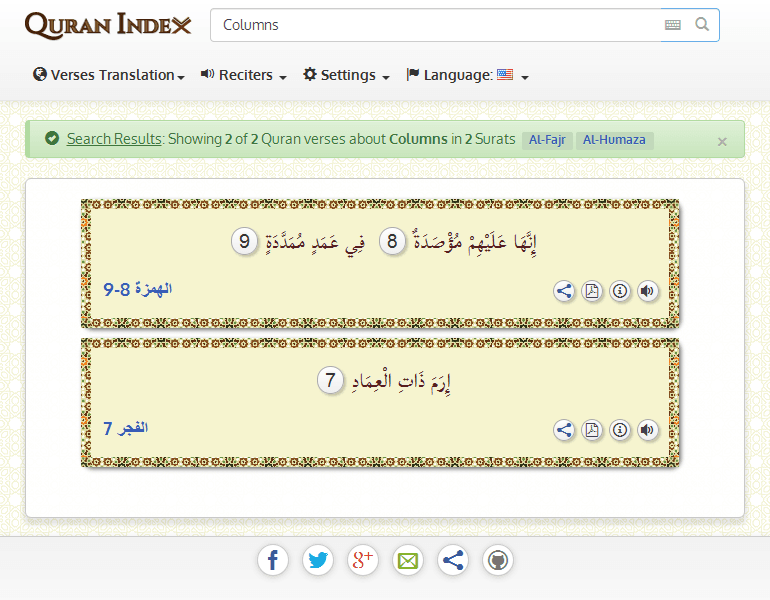 QURAN INDEX
Columns
Verses Translation
Reciters
Settings
Language:
Search Results: Showing 2 of 2 Quran verses about Columns in 2 Surats Al-Fajr Al-Humaza ×
إِنَّهَا عَلَيْهِمْ مُؤْصَدَةٌ 8 فِي عَمَدٍ مُمَدَّدَةٍ 9
الهمزة 8-9
إِرَمَ ذَاتِ الْعِمَادِ 7
الفجر 7